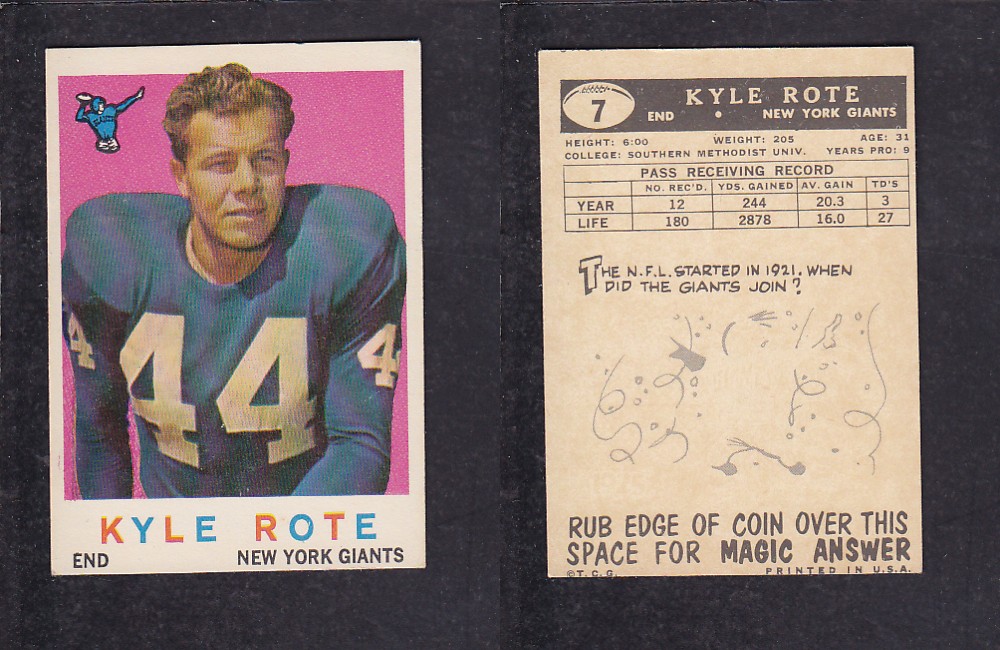 44
4
4
KYLE ROTE
END NEW YORK GIANTS
7
KYLE ROTE
END • NEW YORK GIANTS
HEIGHT: 6:00 WEIGHT: 205 AGE: 31
COLLEGE: SOUTHERN METHODIST UNIV. YEARS PRO: 9
PASS RECEIVING RECORD
NO. REC'D. YDS. GAINED AV. GAIN TD'S
YEAR 12 244 20.3 3
LIFE 180 2878 16.0 27
THE N.F.L. STARTED IN 1921. WHEN
DID THE GIANTS JOIN?
RUB EDGE OF COIN OVER THIS
SPACE FOR MAGIC ANSWER
©T.C.G. PRINTED IN U.S.A.